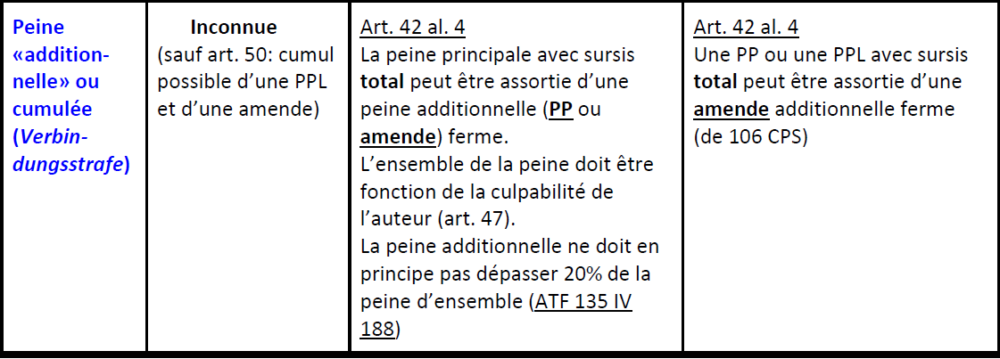 Peine
«addition-
nelle» ou
cumulée
(Verbin-
dungsstrafe)
Inconnue
(sauf art. 50: cumul
possible d’une PPL
et d’une amende)
Art. 42 al. 4
La peine principale avec sursis
total peut être assortie d’une
peine additionnelle (PP ou
amende) ferme.
L’ensemble de la peine doit être
fonction de la culpabilité de
l’auteur (art. 47).
La peine additionnelle ne doit en
principe pas dépasser 20% de la
peine d’ensemble (ATF 135 IV
188)
Art. 42 al. 4
Une PP ou une PPL avec sursis
total peut être assortie d’une
amende additionnelle ferme
(de 106 CPS)